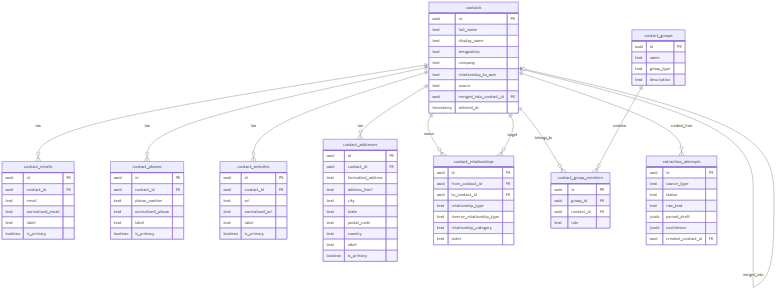 contacts
uuid id PK
text full_name
text display_name
text designation
text company
text relationship_to_user
text source
uuid merged_into_contact_id FK
timestamp deleted_at
contact_groups
uuid id PK
text name
text group_type
text description
has
has
has
has
source
target
belongs_to
contains
created_from
contact_emails
uuid id PK
uuid contact_id FK
text email
text normalized_email
text label
boolean is_primary
contact_phones
uuid id PK
uuid contact_id FK
text phone_number
text normalized_phone
text label
boolean is_primary
contact_websites
uuid id PK
uuid contact_id FK
text url
text normalized_url
text label
boolean is_primary
contact_addresses
uuid id PK
uuid contact_id FK
text formatted_address
text address_line1
text city
text state
text postal_code
text country
text label
boolean is_primary
contact_relationships
uuid id PK
uuid from_contact_id FK
uuid to_contact_id FK
text relationship_type
text inverse_relationship_type
text relationship_category
text notes
contact_group_members
uuid id PK
uuid group_id FK
uuid contact_id FK
text role
extraction_attempts
uuid id PK
text source_type
text status
text raw_text
jsonb parsed_draft
jsonb confidence
uuid created_contact_id FK
merged_into